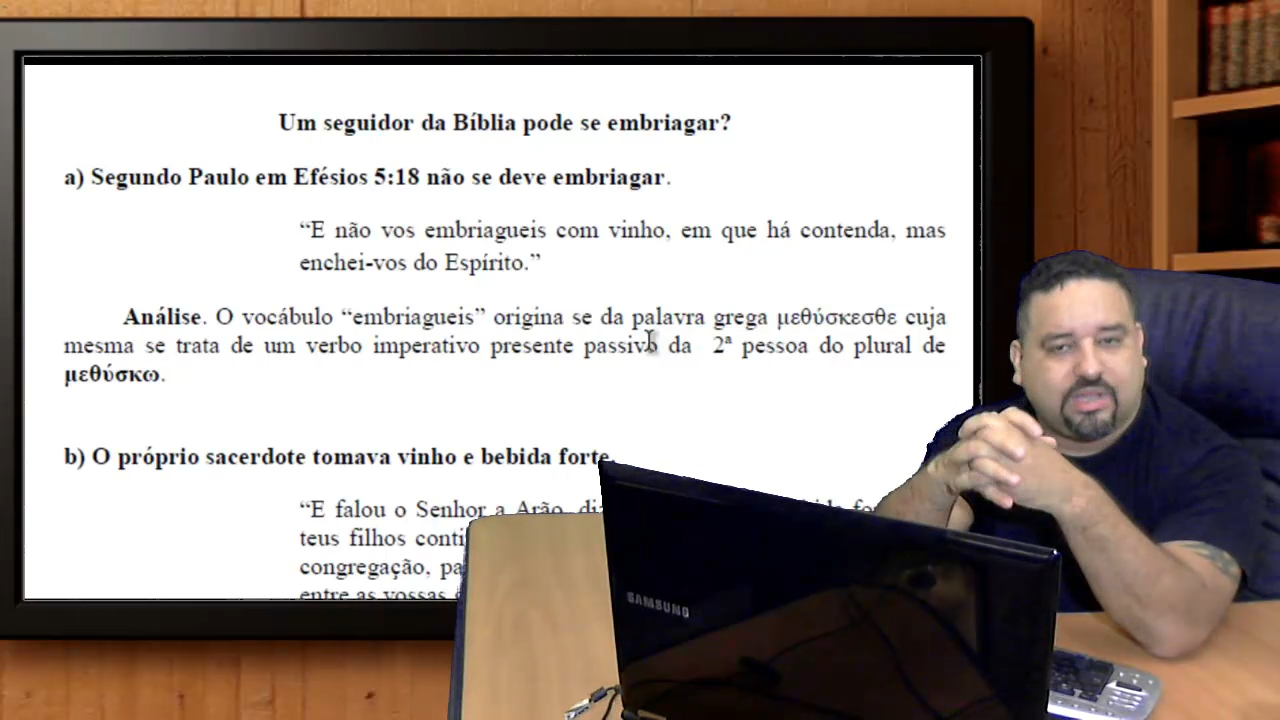 Um seguidor da Bíblia pode se embriagar?
a) Segundo Paulo em Efésios 5:18 não se deve embriagar.
“E não vos embriagueis com vinho, em que há contenda, mas
enchei-vos do Espírito.”
Análise. O vocábulo “embriagueis” origina se da palavra grega μεθύσκεσθε cuja
mesma se trata de um verbo imperativo presente passivo da 2ª pessoa do plural de
μεθύσκω.
b) O próprio sacerdote tomava vinho e bebida forte.
“E falou o Senhor a Arão,
teus filhos
congregação,
entre as vossas
SAMSUNG